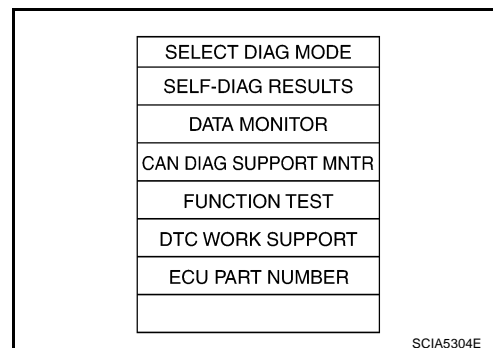 SELECT DIAG MODE
SELF-DIAG RESULTS
DATA MONITOR
CAN DIAG SUPPORT MNTR
FUNCTION TEST
DTC WORK SUPPORT
ECU PART NUMBER
SCIA5304E